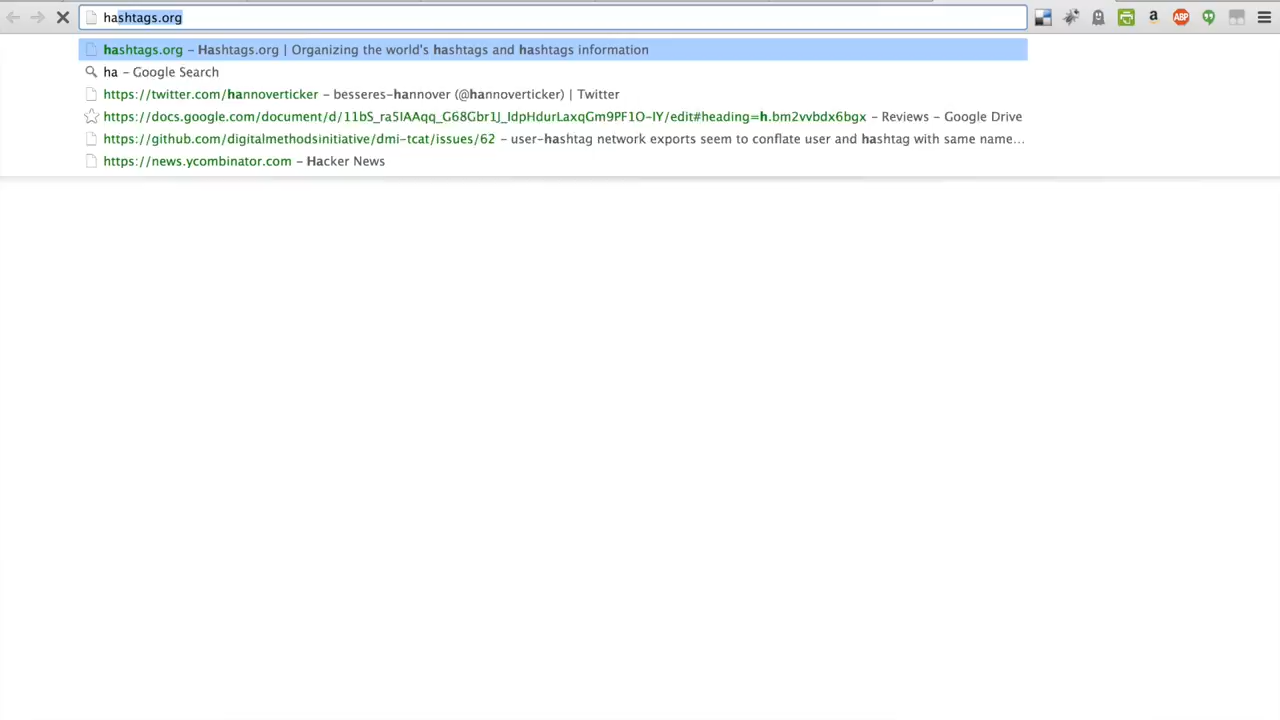 hashtags.org
hashtags.org – Hashtags.org | Organizing the world's hashtags and hashtags information
ha – Google Search
https://twitter.com/hannoverticker – besseres-hannover (@hannoverticker) | Twitter
https://docs.google.com/document/d/11bS_ra5IAAqq_G68Gbr1J_IdpHdurLaxqGm9PF1O-lY/edit#heading=h.bm2vvbdx6bgx – Reviews – Google Drive
https://github.com/digitalmethodsinitiative/dmi-tcat/issues/62 – user-hashtag network exports seem to conflate user and hashtag with same name…
https://news.ycombinator.com – Hacker News
a
ABP